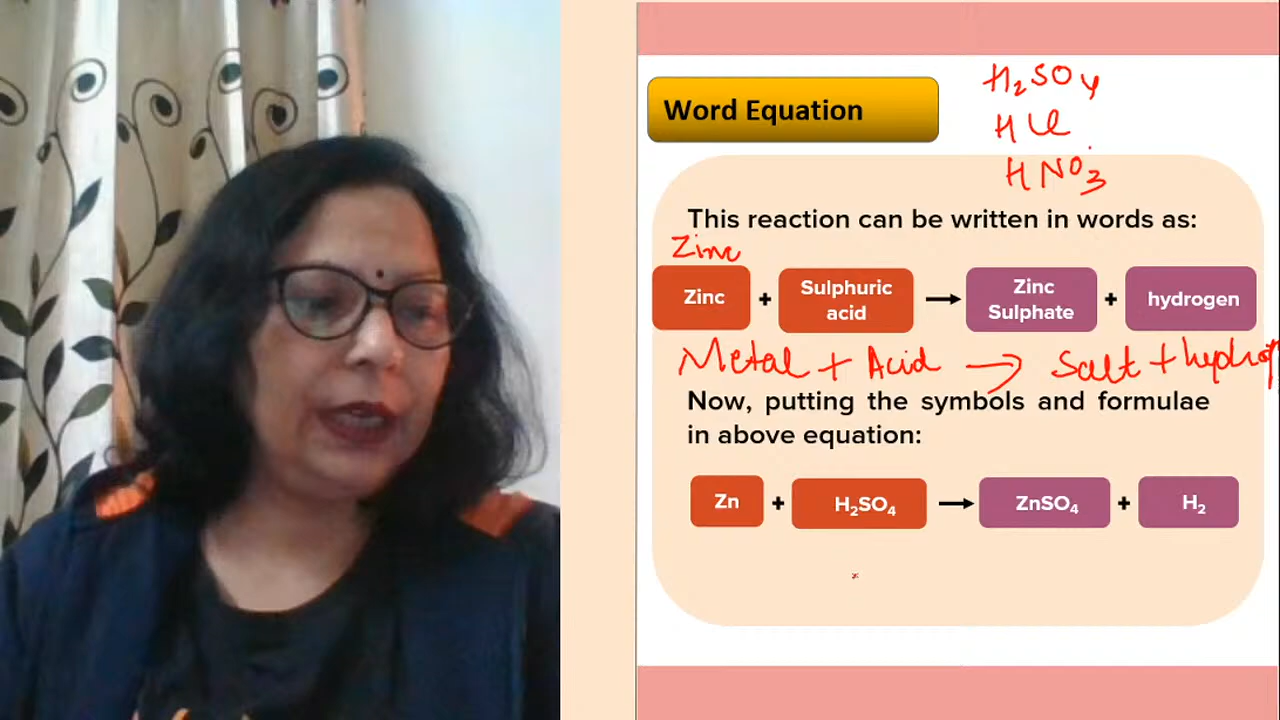 Word Equation
H₂SO₄
HCl
HNO₃
This reaction can be written in words as:
Zinc
Zinc + Sulphuric acid → Zinc Sulphate + hydrogen
Metal + Acid → Salt +
Now, putting the symbols and formulae
in above equation:
Zn + H₂SO₄ → ZnSO₄ + H₂